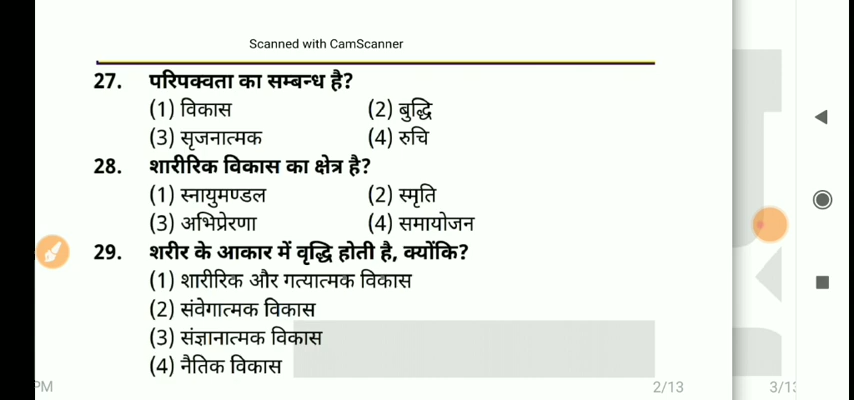 Scanned with CamScanner
27. परिपक्वता का सम्बन्ध है?
(1) विकास (2) बुद्धि
(3) सृजनात्मक (4) रुचि
28. शारीरिक विकास का क्षेत्र है?
(1) स्नायुमण्डल (2) स्मृति
(3) अभिप्रेरणा (4) समायोजन
29. शरीर के आकार में वृद्धि होती है, क्योंकि?
(1) शारीरिक और गत्यात्मक विकास
(2) संवेगात्मक विकास
(3) संज्ञानात्मक विकास
(4) नैतिक विकास
PM 2/13 3/13